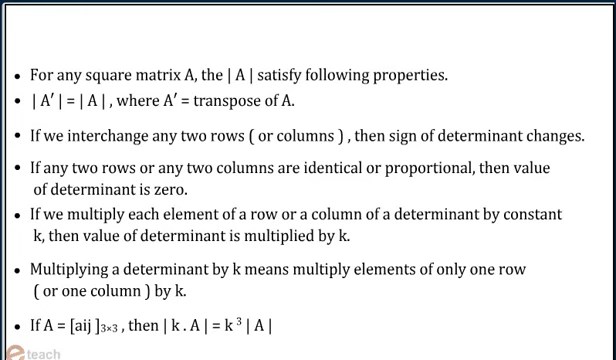 • For any square matrix A, the | A | satisfy following properties.
• | A′ | = | A | , where A′ = transpose of A.
• If we interchange any two rows ( or columns ) , then sign of determinant changes.
• If any two rows or any two columns are identical or proportional, then value
of determinant is zero.
• If we multiply each element of a row or a column of a determinant by constant
k, then value of determinant is multiplied by k.
• Multiplying a determinant by k means multiply elements of only one row
( or one column ) by k.
• If A = [aij ]₃ₓ₃ , then | k . A | = k ³ | A |
e teach